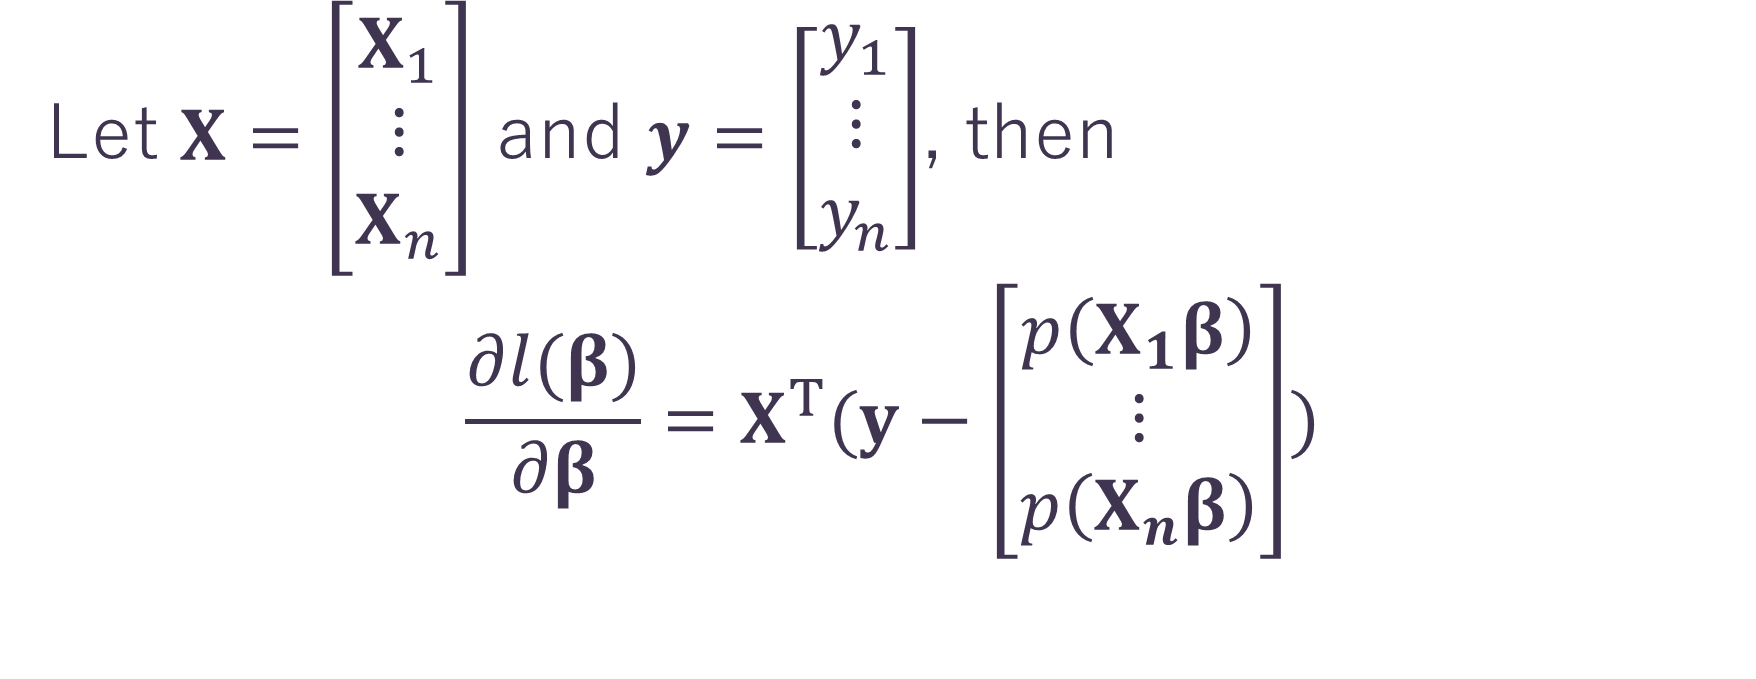 Let 𝐗 = [𝐗₁ ⋮ 𝐗ₙ] and 𝒚 = [𝑦₁ ⋮ 𝑦ₙ], then
∂𝑙(𝛃)/∂𝛃 = 𝐗ᵀ(𝐲 − [𝑝(𝐗₁𝛃) ⋮ 𝑝(𝐗ₙ𝛃)])